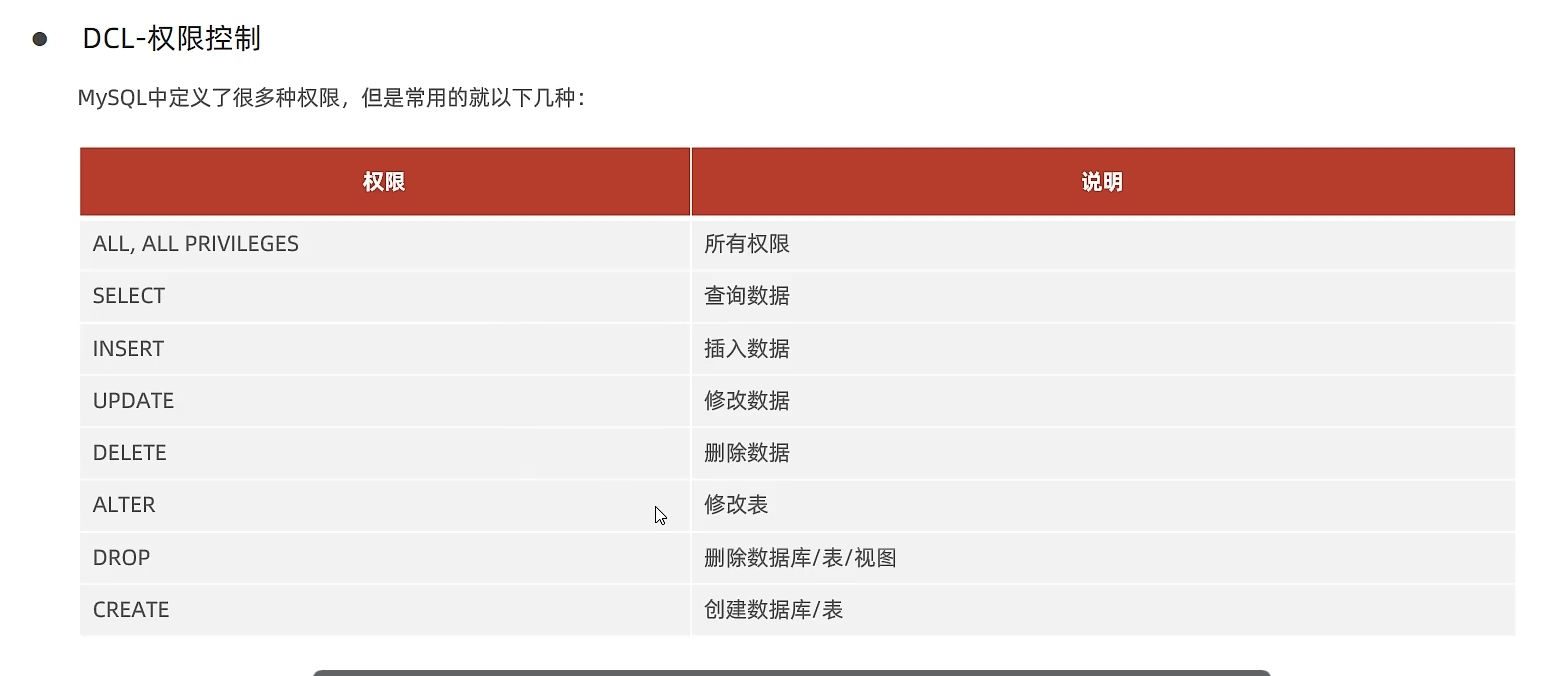 DCL-权限控制
MySQL中定义了很多种权限，但是常用的就以下几种：
权限 说明
ALL, ALL PRIVILEGES 所有权限
SELECT 查询数据
INSERT 插入数据
UPDATE 修改数据
DELETE 删除数据
ALTER 修改表
DROP 删除数据库/表/视图
CREATE 创建数据库/表